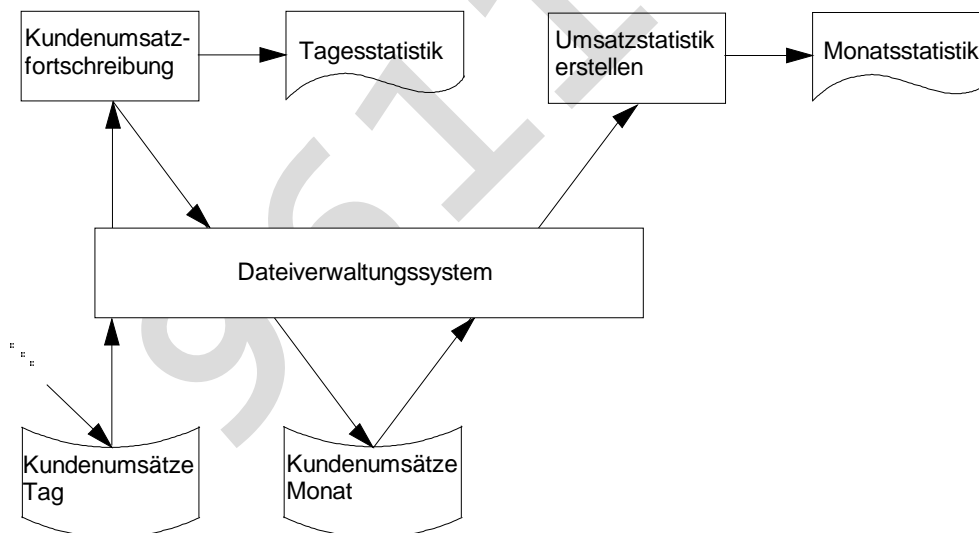 Kundenumsatz-
fortschreibung
Tagesstatistik
Umsatzstatistik
erstellen
Monatsstatistik
Dateiverwaltungssystem
Kundenumsätze
Tag
Kundenumsätze
Monat